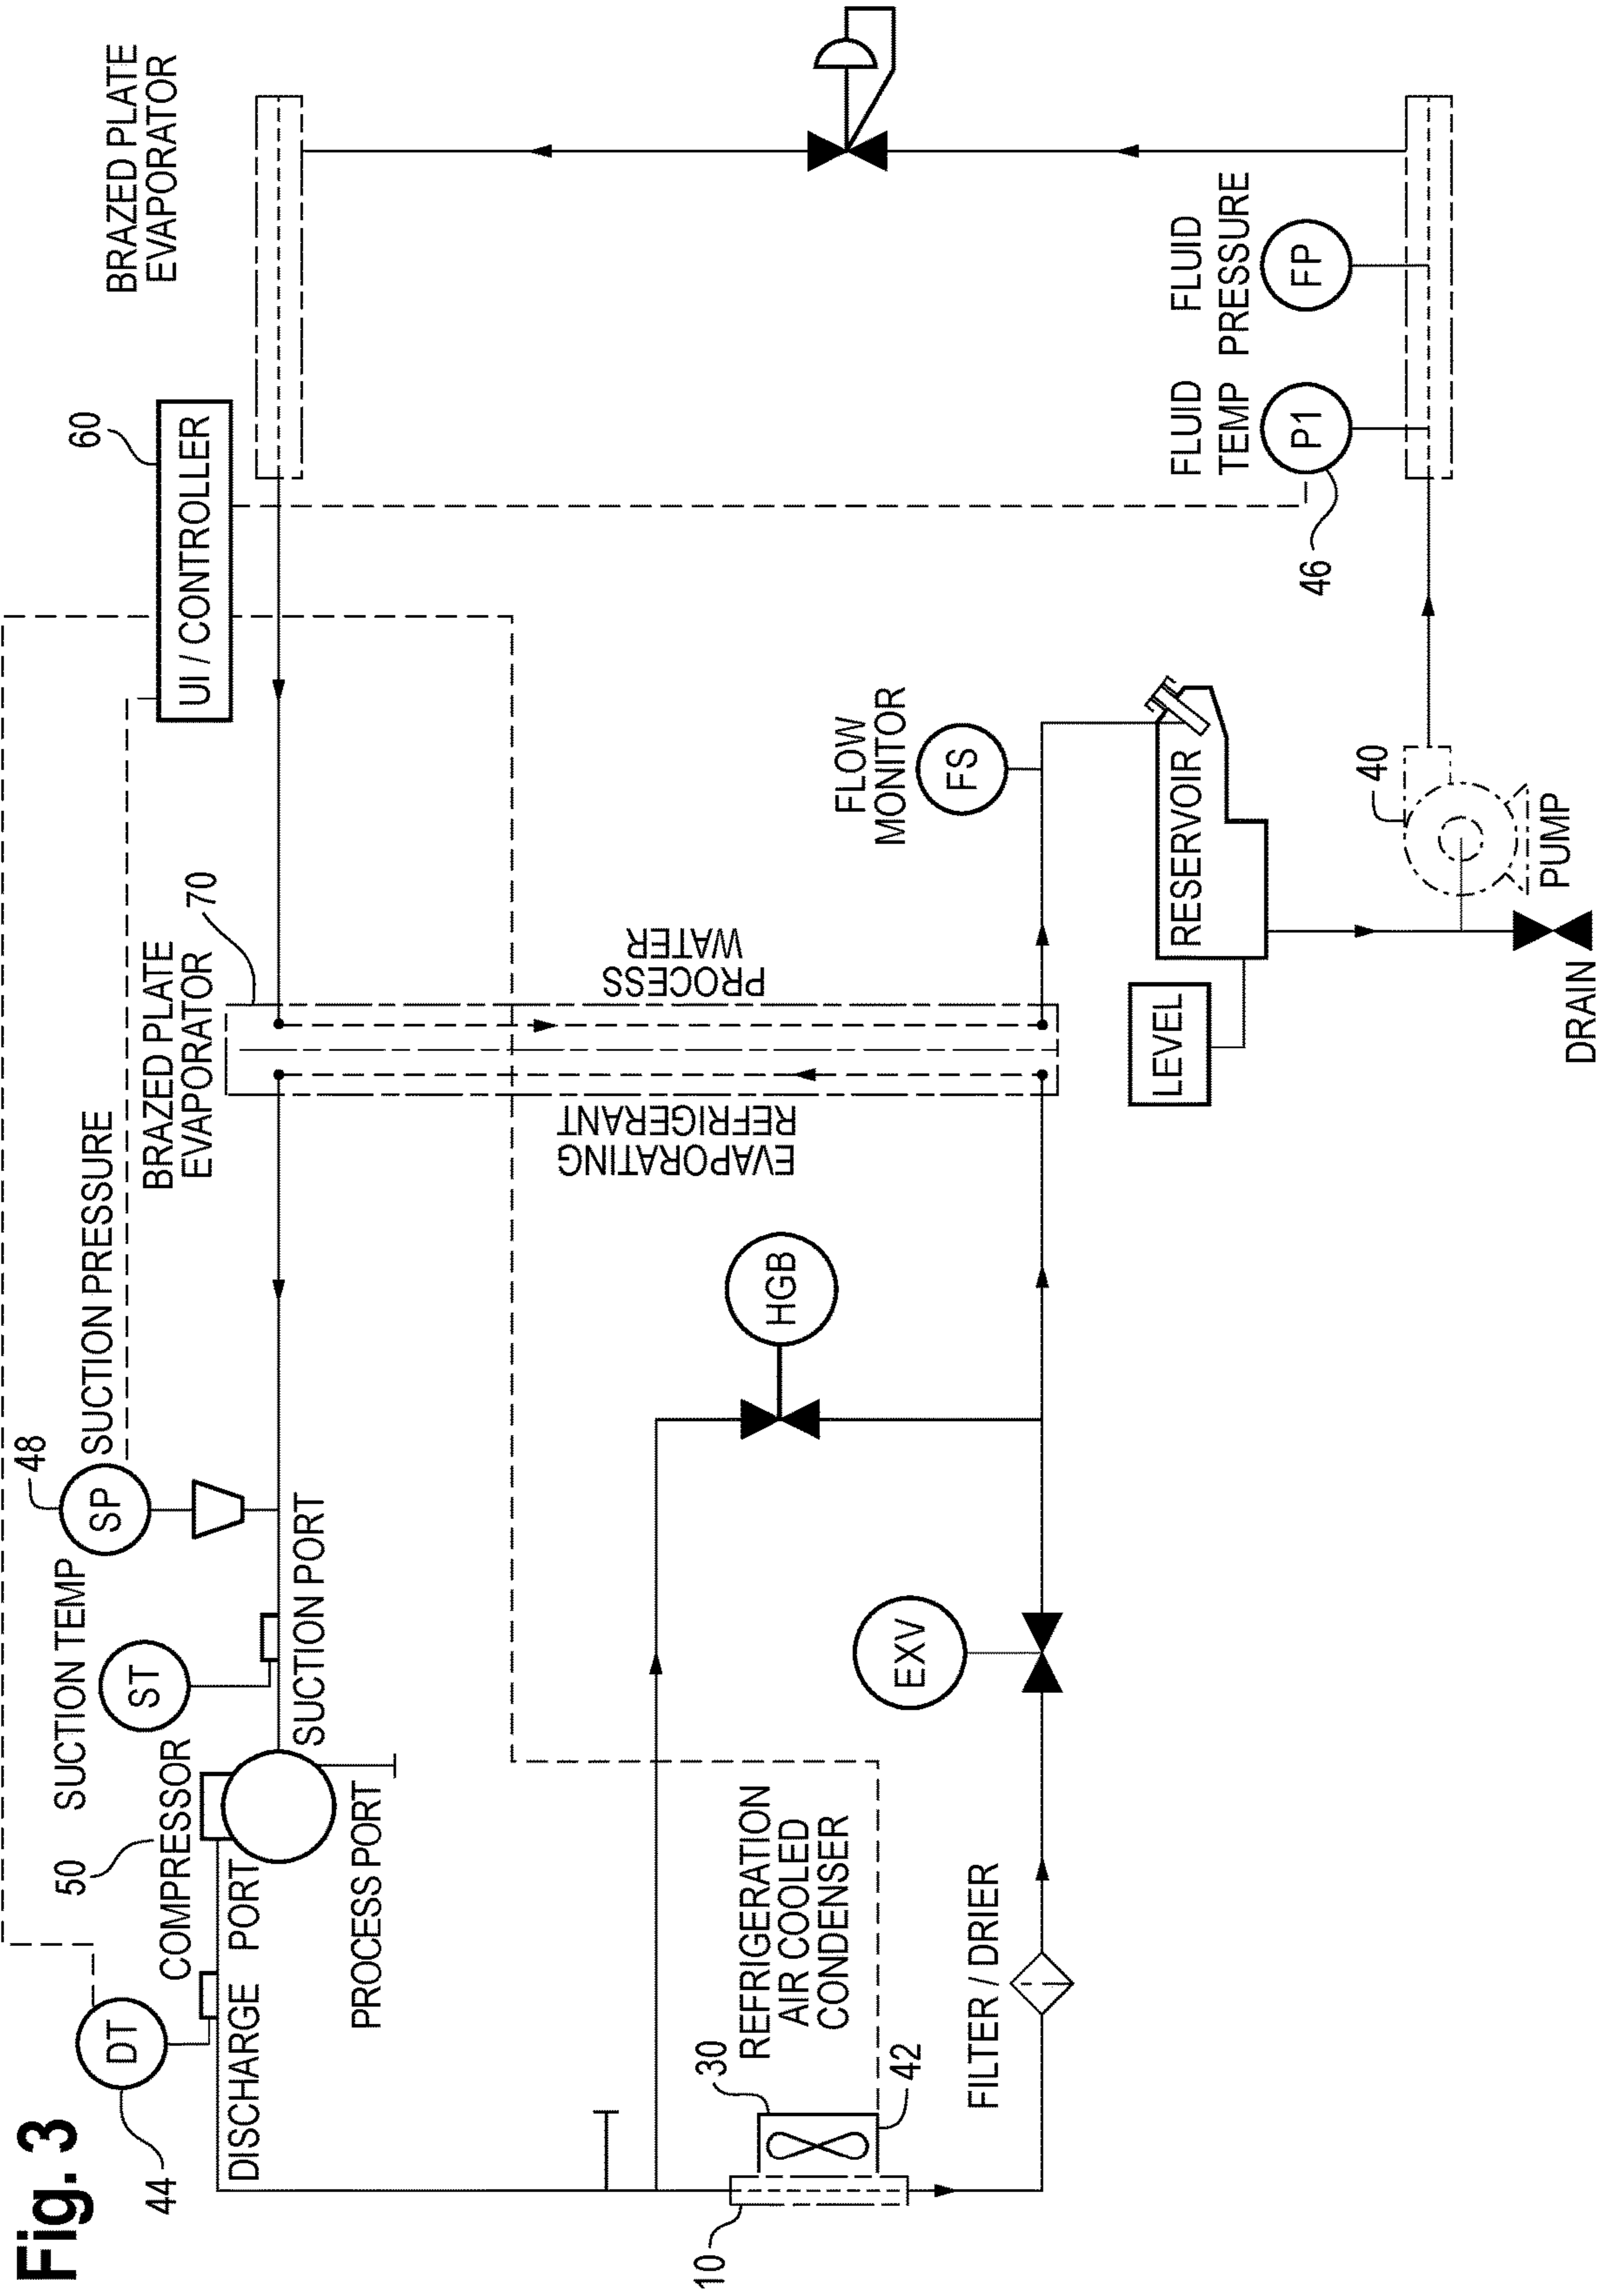 Fig. 3
44
DT
DISCHARGE PORT
50
COMPRESSOR
PROCESS PORT
SUCTION TEMP
ST
SUCTION PORT
48
SP
SUCTION PRESSURE
BRAZED PLATE
EVAPORATOR
70
60
UI / CONTROLLER
BRAZED PLATE
EVAPORATOR
10
30
42
REFRIGERATION
AIR COOLED
CONDENSER
FILTER / DRIER
EXV
HGB
EVAPORATING
REFRIGERANT
PROCESS
WATER
FLOW
MONITOR
FS
LEVEL
RESERVOIR
40
PUMP
DRAIN
46
FLUID
TEMP
P1
FLUID
PRESSURE
FP